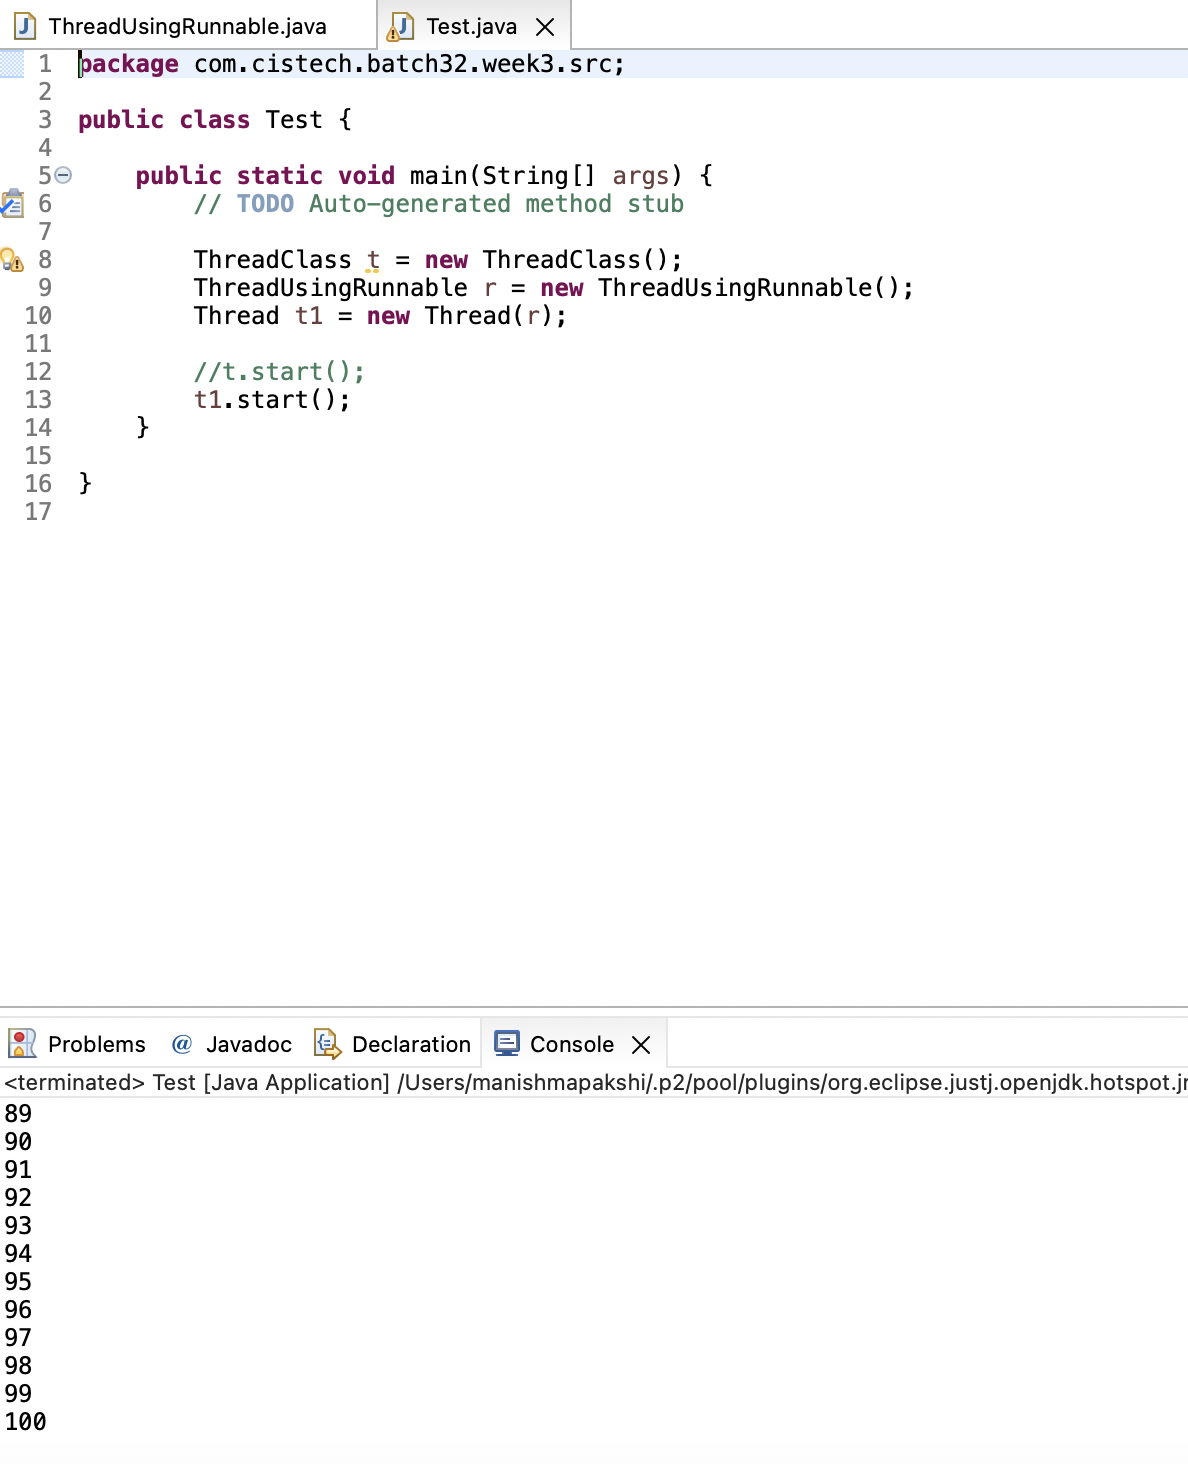 ThreadUsingRunnable.java Test.java
1 package com.cistech.batch32.week3.src;
2
3 public class Test {
4
5 public static void main(String[] args) {
6 // TODO Auto-generated method stub
7
8 ThreadClass t = new ThreadClass();
9 ThreadUsingRunnable r = new ThreadUsingRunnable();
10 Thread t1 = new Thread(r);
11
12 //t.start();
13 t1.start();
14 }
15
16 }
17
Problems @ Javadoc Declaration Console
<terminated> Test [Java Application] /Users/manishmapakshi/.p2/pool/plugins/org.eclipse.justj.openjdk.hotspot.jr
89
90
91
92
93
94
95
96
97
98
99
100